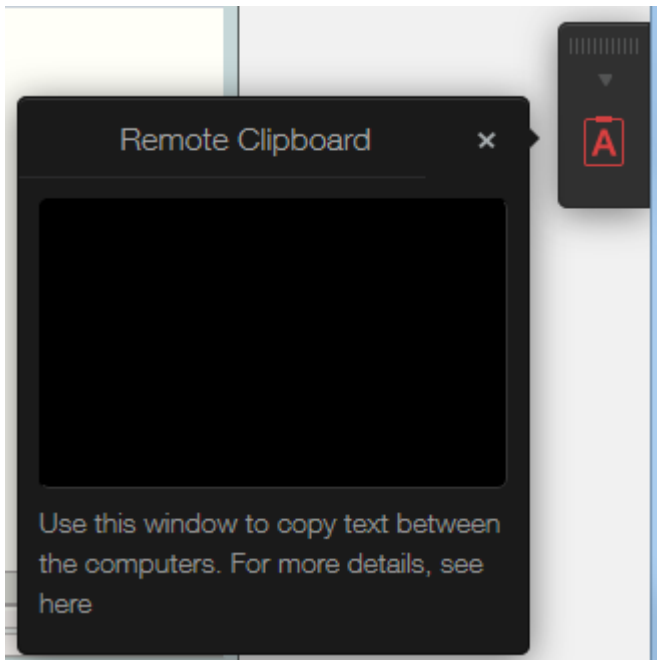 Remote Clipboard ×
A
Use this window to copy text between
the computers. For more details, see
here